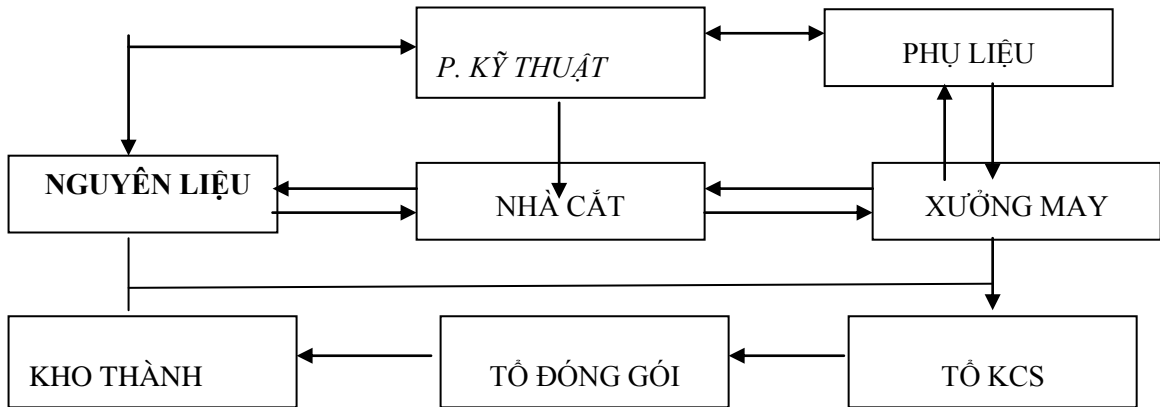 P. KỸ THUẬT
PHỤ LIỆU
NGUYÊN LIỆU
NHÀ CẮT
XƯỞNG MAY
KHO THÀNH
TỔ ĐÓNG GÓI
TỔ KCS